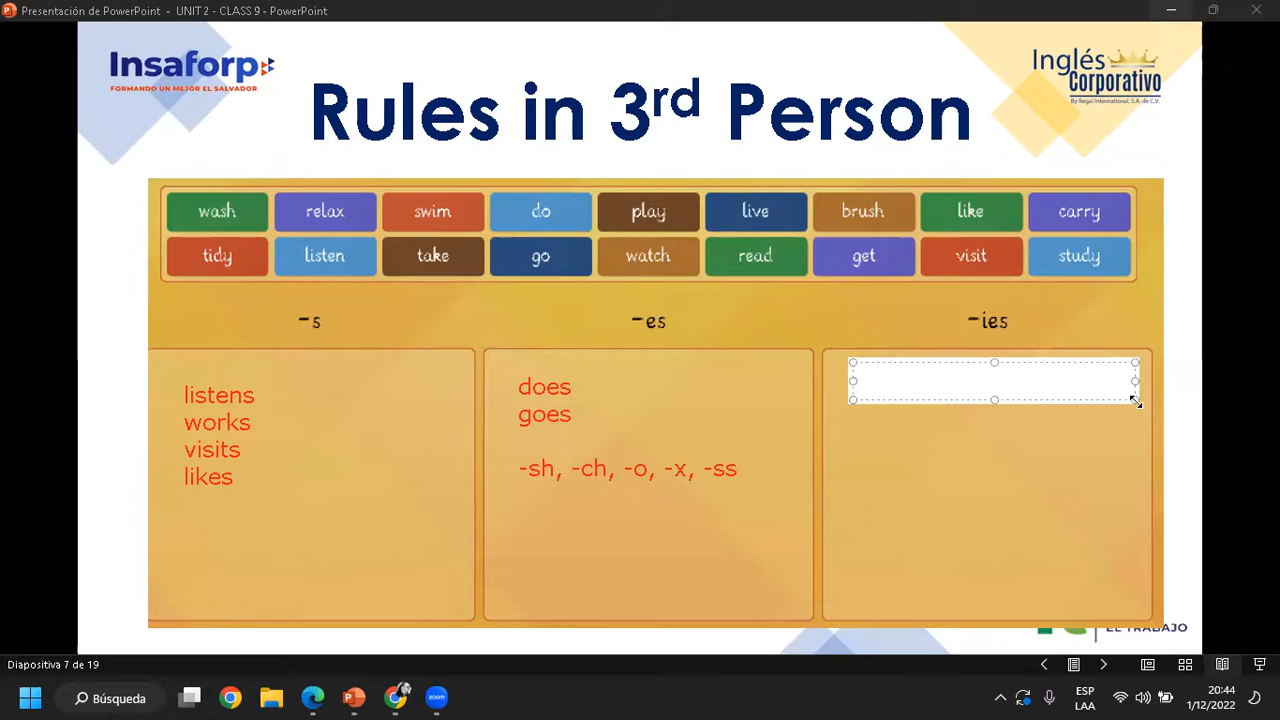 Presentación de PowerPoint - UNIT 2 - CLASS 9 - PowerPoint
Insaforp
FORMANDO UN MEJOR EL SALVADOR
Inglés
Corporativo
By Regal International, S.A. de C.V.
Rules in 3rd Person
wash relax swim do play live brush like carry
tidy listen take go watch read get visit study
-s -es -ies
listens
works
visits
likes
does
goes
-sh, -ch, -o, -x, -ss
EL TRABAJO
Diapositiva 7 de 19
Búsqueda
zoom
ESP
LAA
20:44
1/12/2022